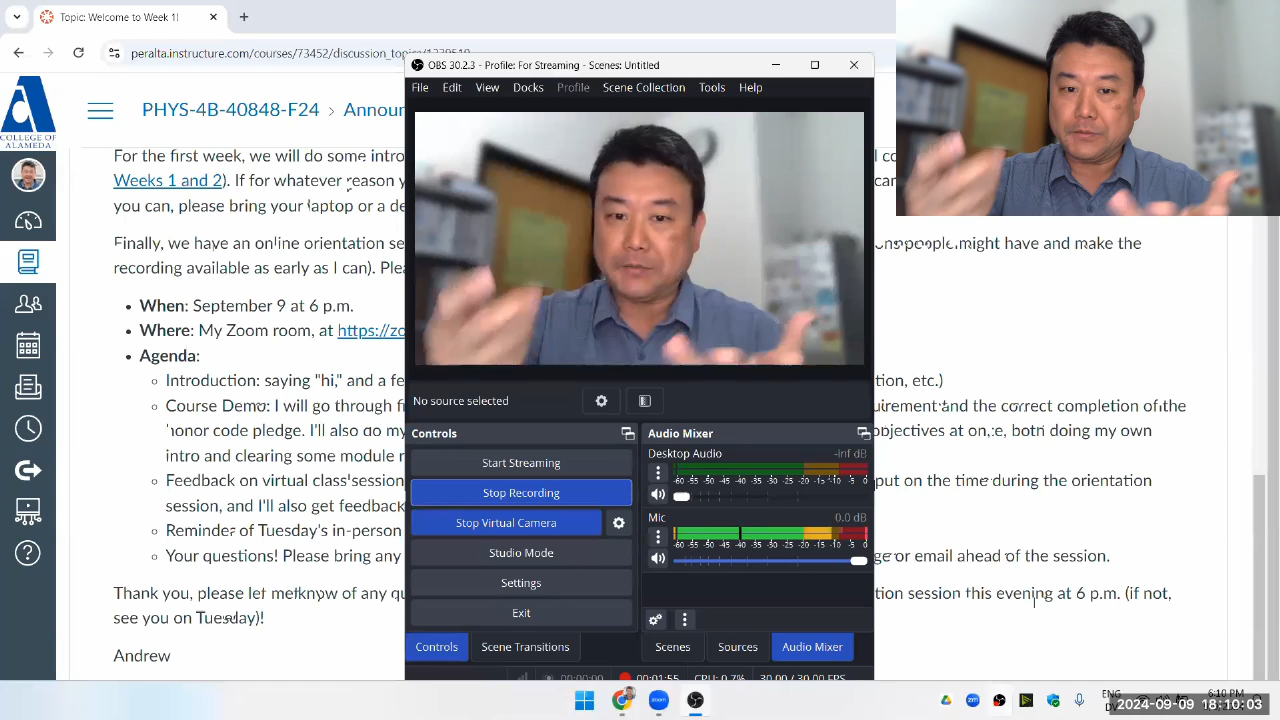 Topic: Welcome to Week 1!
peralta.instructure.com/courses/73452/discussion_topics/1239519
OBS 30.2.3 - Profile: For Streaming - Scenes: Untitled
File Edit View Docks Profile Scene Collection Tools Help
COLLEGE OF
ALAMEDA
PHYS-4B-40848-F24 › Announ
For the first week, we will do some intro
Weeks 1 and 2). If for whatever reason y
you can, please bring your laptop or a de
Finally, we have an online orientation se
people might have and make the
recording available as early as I can). Plea
• When: September 9 at 6 p.m.
• Where: My Zoom room, at https://zo
• Agenda:
Introduction: saying "hi," and a fe
tion, etc.)
Course Demo: I will go through fi
uirement and the correct completion of the
honor code pledge. I'll also do my
objectives at once, both doing my own
intro and clearing some module r
Feedback on virtual class session
put on the time during the orientation
session, and I'll also get feedback
Reminder of Tuesday's in-person
Your questions! Please bring any
ge or email ahead of the session.
Thank you, please let me know of any qu
tion session this evening at 6 p.m. (if not,
see you on Tuesday)!
Andrew
No source selected
Controls
Start Streaming
Stop Recording
Stop Virtual Camera
Studio Mode
Settings
Exit
Controls Scene Transitions
Audio Mixer
Desktop Audio -inf dB
-60 -55 -50 -45 -40 -35 -30 -25 -20 -15 -10 -5 0
Mic 0.0 dB
-60 -55 -50 -45 -40 -35 -30 -25 -20 -15 -10 -5 0
Scenes Sources Audio Mixer
00:00:00 00:01:55 CPU: 0.7% 30.00 / 30.00 FPS
zoom
ENG
6:10 PM
2024-09-09 18:10:03